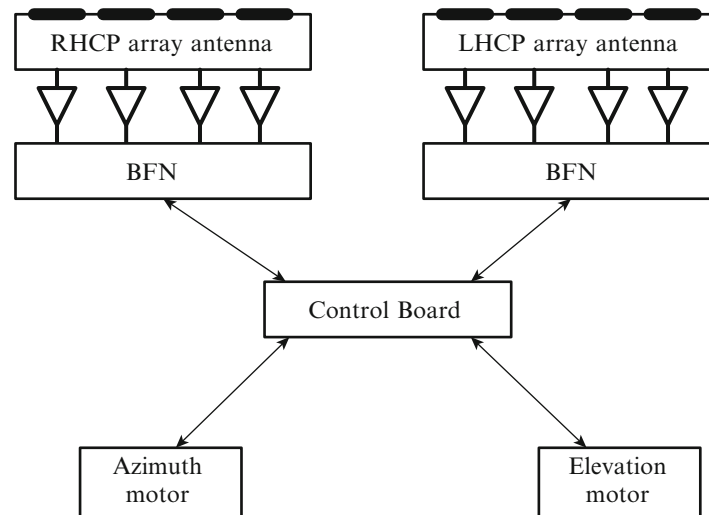 RHCP array antenna
LHCP array antenna
BFN
BFN
Control Board
Azimuth
motor
Elevation
motor